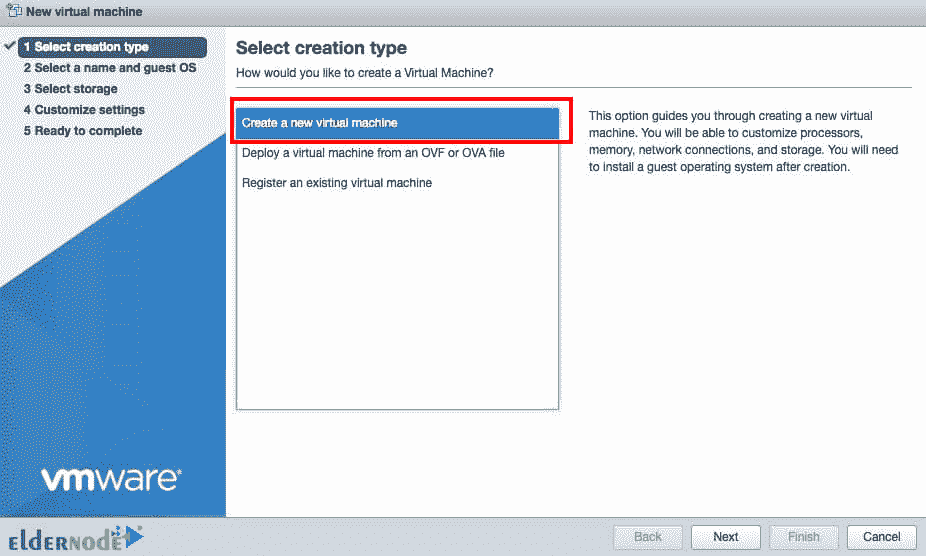 New virtual machine
1 Select creation type
2 Select a name and guest OS
3 Select storage
4 Customize settings
5 Ready to complete
Select creation type
How would you like to create a Virtual Machine?
Create a new virtual machine
Deploy a virtual machine from an OVF or OVA file
Register an existing virtual machine
This option guides you through creating a new virtual
machine. You will be able to customize processors,
memory, network connections, and storage. You will need
to install a guest operating system after creation.
vmware®
eldernode
Back
Next
Finish
Cancel